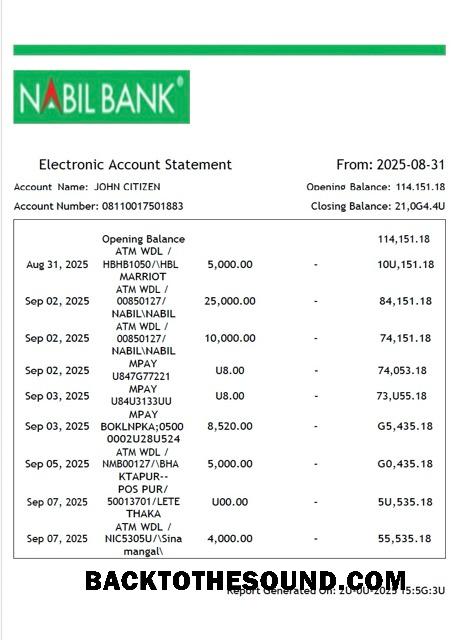 NABIL BANK®
Electronic Account Statement From: 2025-08-31
Account Name: JOHN CITIZEN Opening Balance: 114,151.18
Account Number: 08110017501883 Closing Balance: 21,0G4.4U
Opening Balance 114,151.18
ATM WDL /
Aug 31, 2025 HBHB1050/\HBL 5,000.00 - 10U,151.18
MARRIOT
ATM WDL /
Sep 02, 2025 00850127/ 25,000.00 - 84,151.18
NABIL\NABIL
ATM WDL /
Sep 02, 2025 00850127/ 10,000.00 - 74,151.18
NABIL\NABIL
MPAY
Sep 02, 2025 U847G77221 U8.00 - 74,053.18
MPAY
Sep 03, 2025 U84U3133UU U8.00 - 73,U55.18
MPAY
Sep 03, 2025 BOKLNPKA;0500 8,520.00 - G5,435.18
0002U28U524
ATM WDL /
Sep 05, 2025 NMB00127/\BHA 5,000.00 - G0,435.18
KTAPUR--
POS PUR/
Sep 07, 2025 50013701/LETE U00.00 - 5U,535.18
THAKA
ATM WDL /
Sep 07, 2025 NIC5305U/\Sina 4,000.00 - 55,535.18
mangal\
BACKTOTHESOUND.COM
Report Generated On: 2U-0U-2025 15:5G:3U